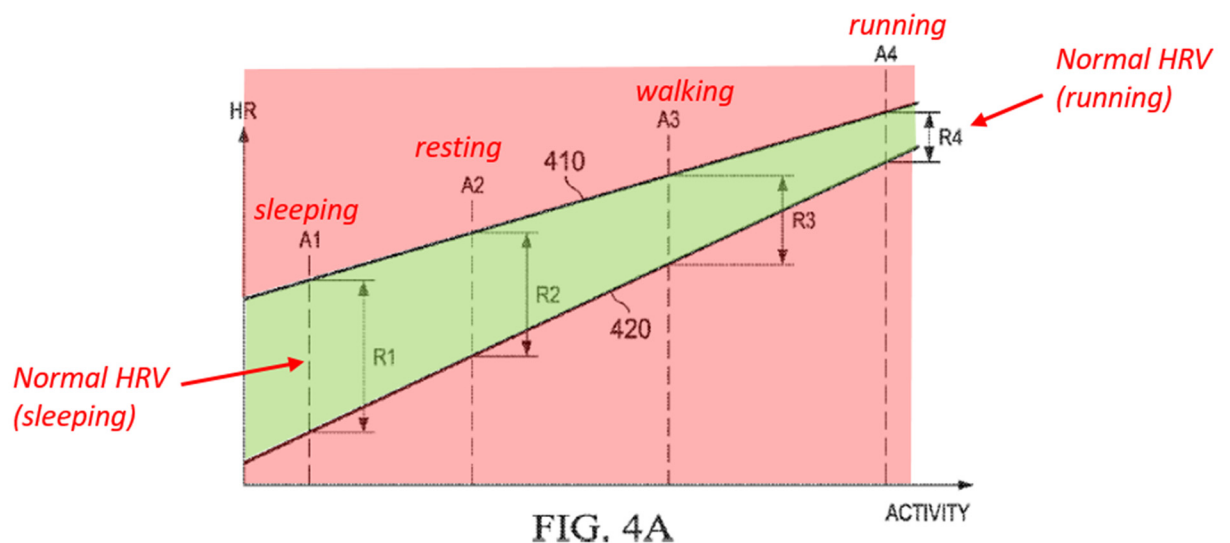 running
A4
Normal HRV
(running)
HR
walking
A3
R4
resting
410
A2
sleeping
A1
R3
R2
420
R1
Normal HRV
(sleeping)
ACTIVITY
FIG. 4A